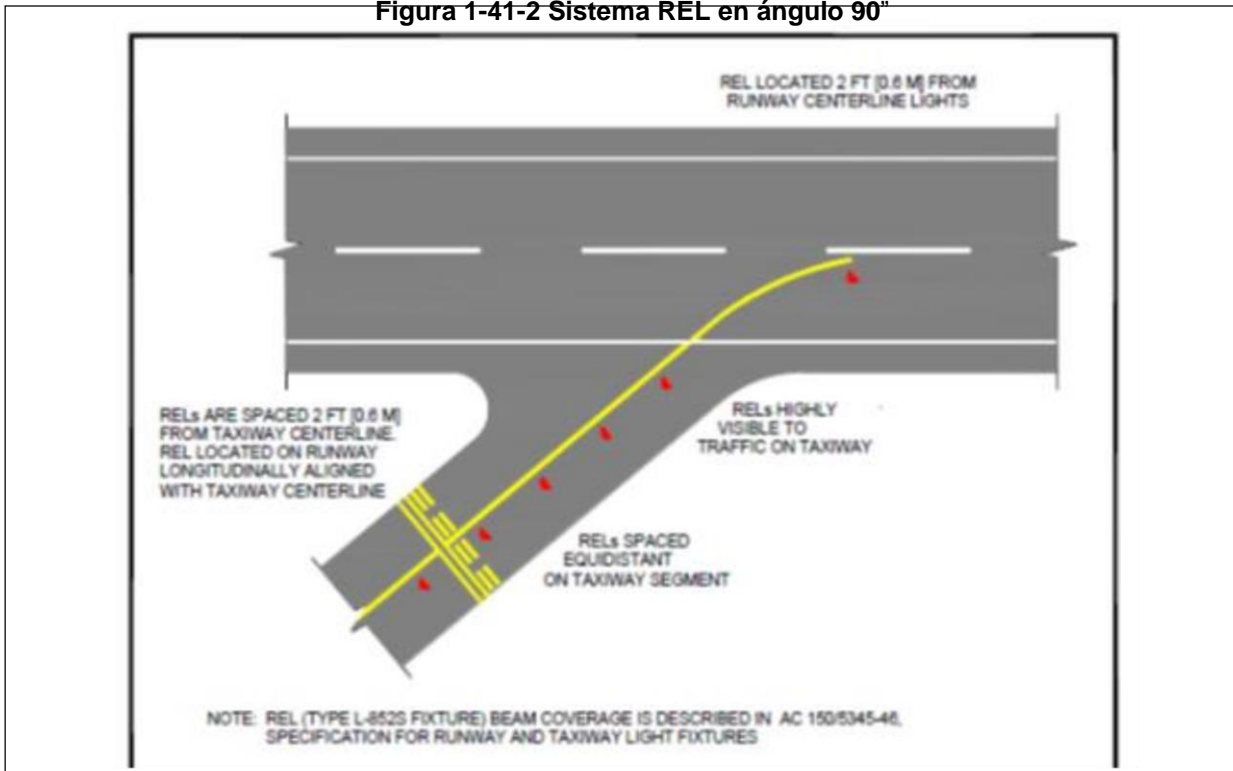 Figura 1-41-2 Sistema REL en ángulo 90”
REL LOCATED 2 FT [0.6 M] FROM
RUNWAY CENTERLINE LIGHTS
RELs ARE SPACED 2 FT [0.6 M]
FROM TAXIWAY CENTERLINE.
REL LOCATED ON RUNWAY
LONGITUDINALLY ALIGNED
WITH TAXIWAY CENTERLINE
RELs HIGHLY
VISIBLE TO
TRAFFIC ON TAXIWAY
RELs SPACED
EQUIDISTANT
ON TAXIWAY SEGMENT
NOTE: REL (TYPE L-852S FIXTURE) BEAM COVERAGE IS DESCRIBED IN AC 150/5345-46,
SPECIFICATION FOR RUNWAY AND TAXIWAY LIGHT FIXTURES